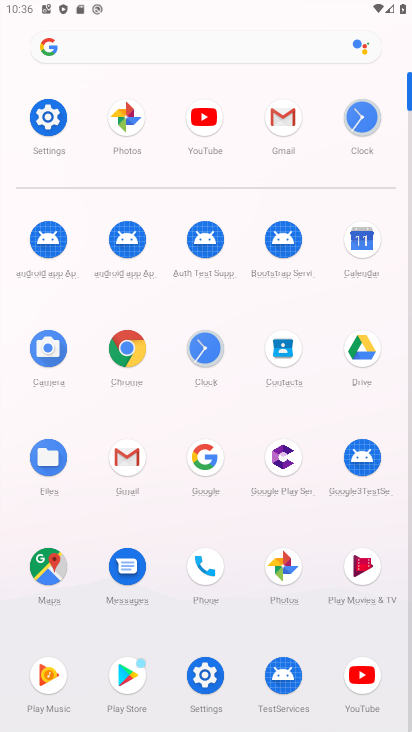 10:36
Settings Photos YouTube Gmail Clock
android app Ap.. android app Ap.. Auth Test Supp.. Bootstrap Servi.. Calendar
Camera Chrome Clock Contacts Drive
Files Gmail Google Google Play Ser.. Google3TestSe..
Maps Messages Phone Photos Play Movies & TV
Play Music Play Store Settings TestServices YouTube